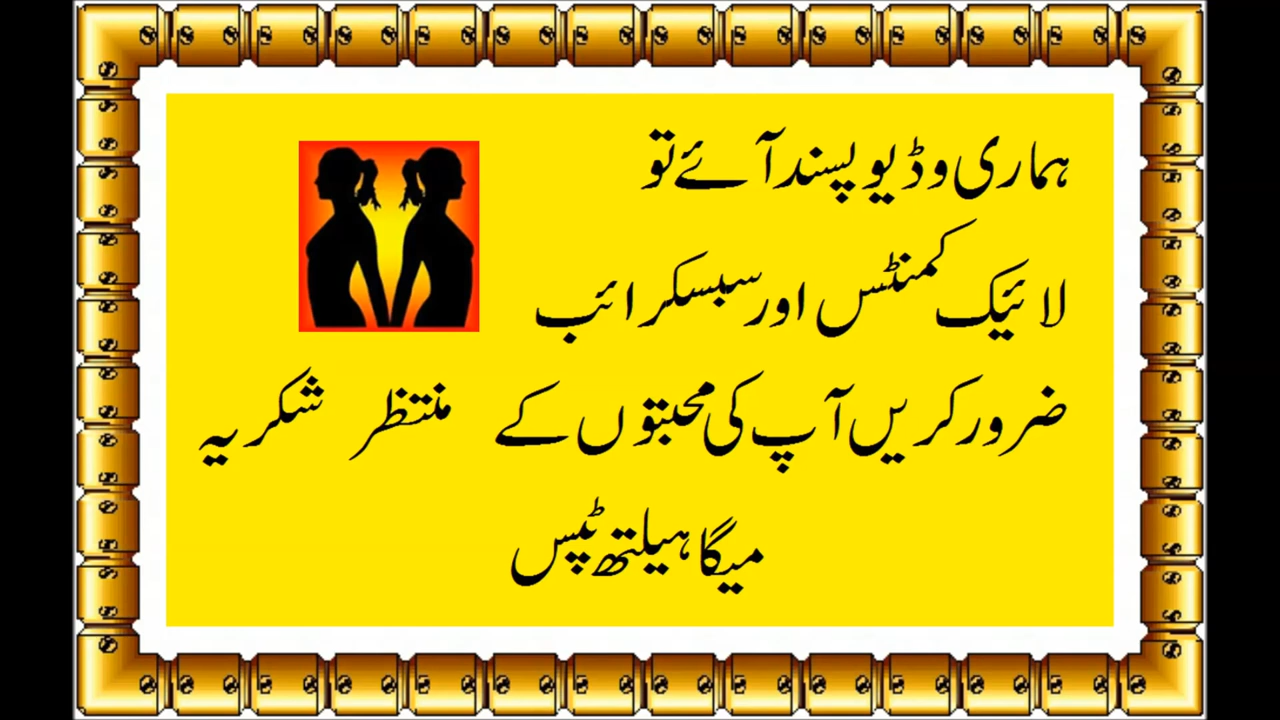 ہماری وڈیو پسند آئے تو
لائیک کمنٹس اور سبسکرائب
ضرور کریں آپ کی محبتوں کے منتظر شکریہ
میگا ہیلتھ ٹپس